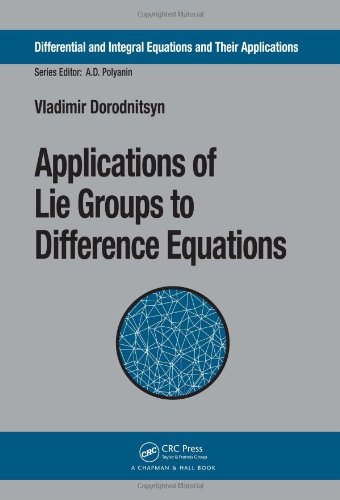 Differential and Integral Equations and Their Applications
Series Editor: A.D. Polyanin
Vladimir Dorodnitsyn
Applications of
Lie Groups to
Difference Equations
CRC
CRC Press
Taylor & Francis Group
A CHAPMAN & HALL BOOK